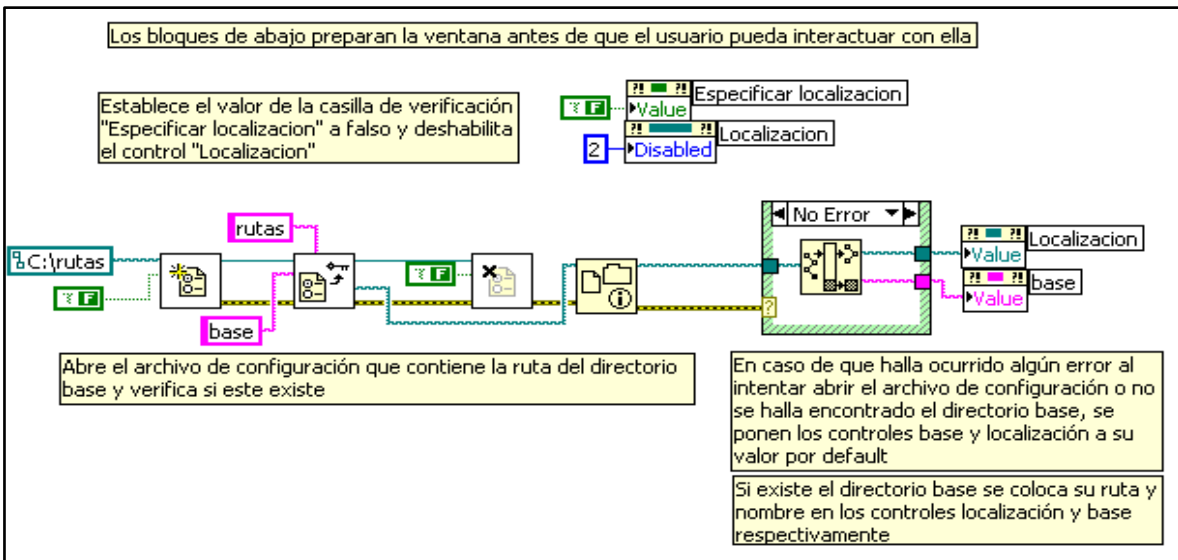 Los bloques de abajo preparan la ventana antes de que el usuario pueda interactuar con ella
Establece el valor de la casilla de verificación
"Especificar localizacion" a falso y deshabilita
el control "Localizacion"
?! ?! Especificar localizacion
F Value
?! ?! Localizacion
2 Disabled
rutas
No Error
C:\rutas
F
F
?! ?! Localizacion
Value
?! ?! base
Value
?
base
Abre el archivo de configuración que contiene la ruta del directorio
base y verifica si este existe
En caso de que halla ocurrido algún error al
intentar abrir el archivo de configuración o no
se halla encontrado el directorio base, se
ponen los controles base y localización a su
valor por default
Si existe el directorio base se coloca su ruta y
nombre en los controles localización y base
respectivamente